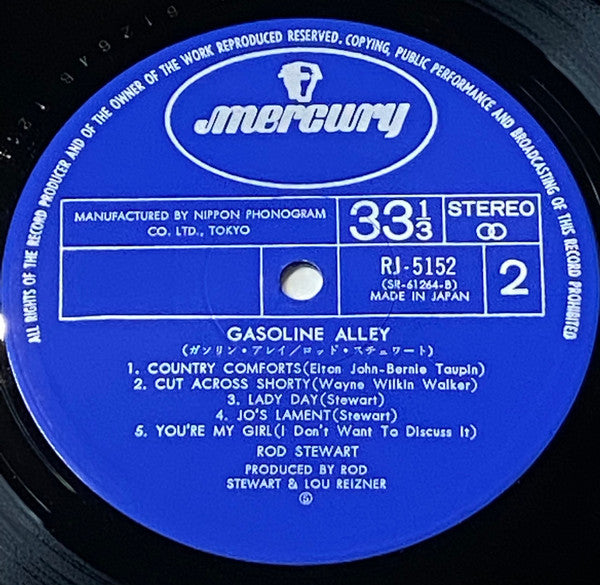 ALL RIGHTS OF THE RECORD PRODUCER AND OF THE OWNER OF THE WORK REPRODUCED RESERVED. COPYING, PUBLIC PERFORMANCE AND BROADCASTING OF THIS RECORD PROHIBITED
mercury
MANUFACTURED BY NIPPON PHONOGRAM
CO. LTD., TOKYO
33 1/3
STEREO
RJ-5152
(SR-61264-B)
MADE IN JAPAN
2
GASOLINE ALLEY
(ガソリン・アレイ/ロッド・スチュワート)
1. COUNTRY COMFORTS(Elton John-Bernie Taupin)
2. CUT ACROSS SHORTY(Wayne Wilkin Walker)
3. LADY DAY(Stewart)
4. JO'S LAMENT(Stewart)
5. YOU'RE MY GIRL(I Don't Want To Discuss It)
ROD STEWART
PRODUCED BY ROD
STEWART & LOU REIZNER